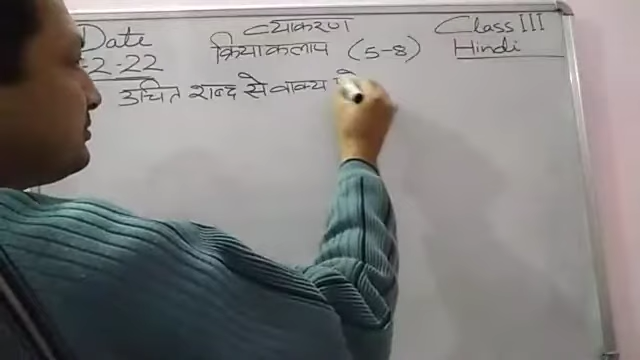 Date व्याकरण Class III
2-22 क्रियाकलाप (5-8) Hindi
उचित शब्द से वाक्य